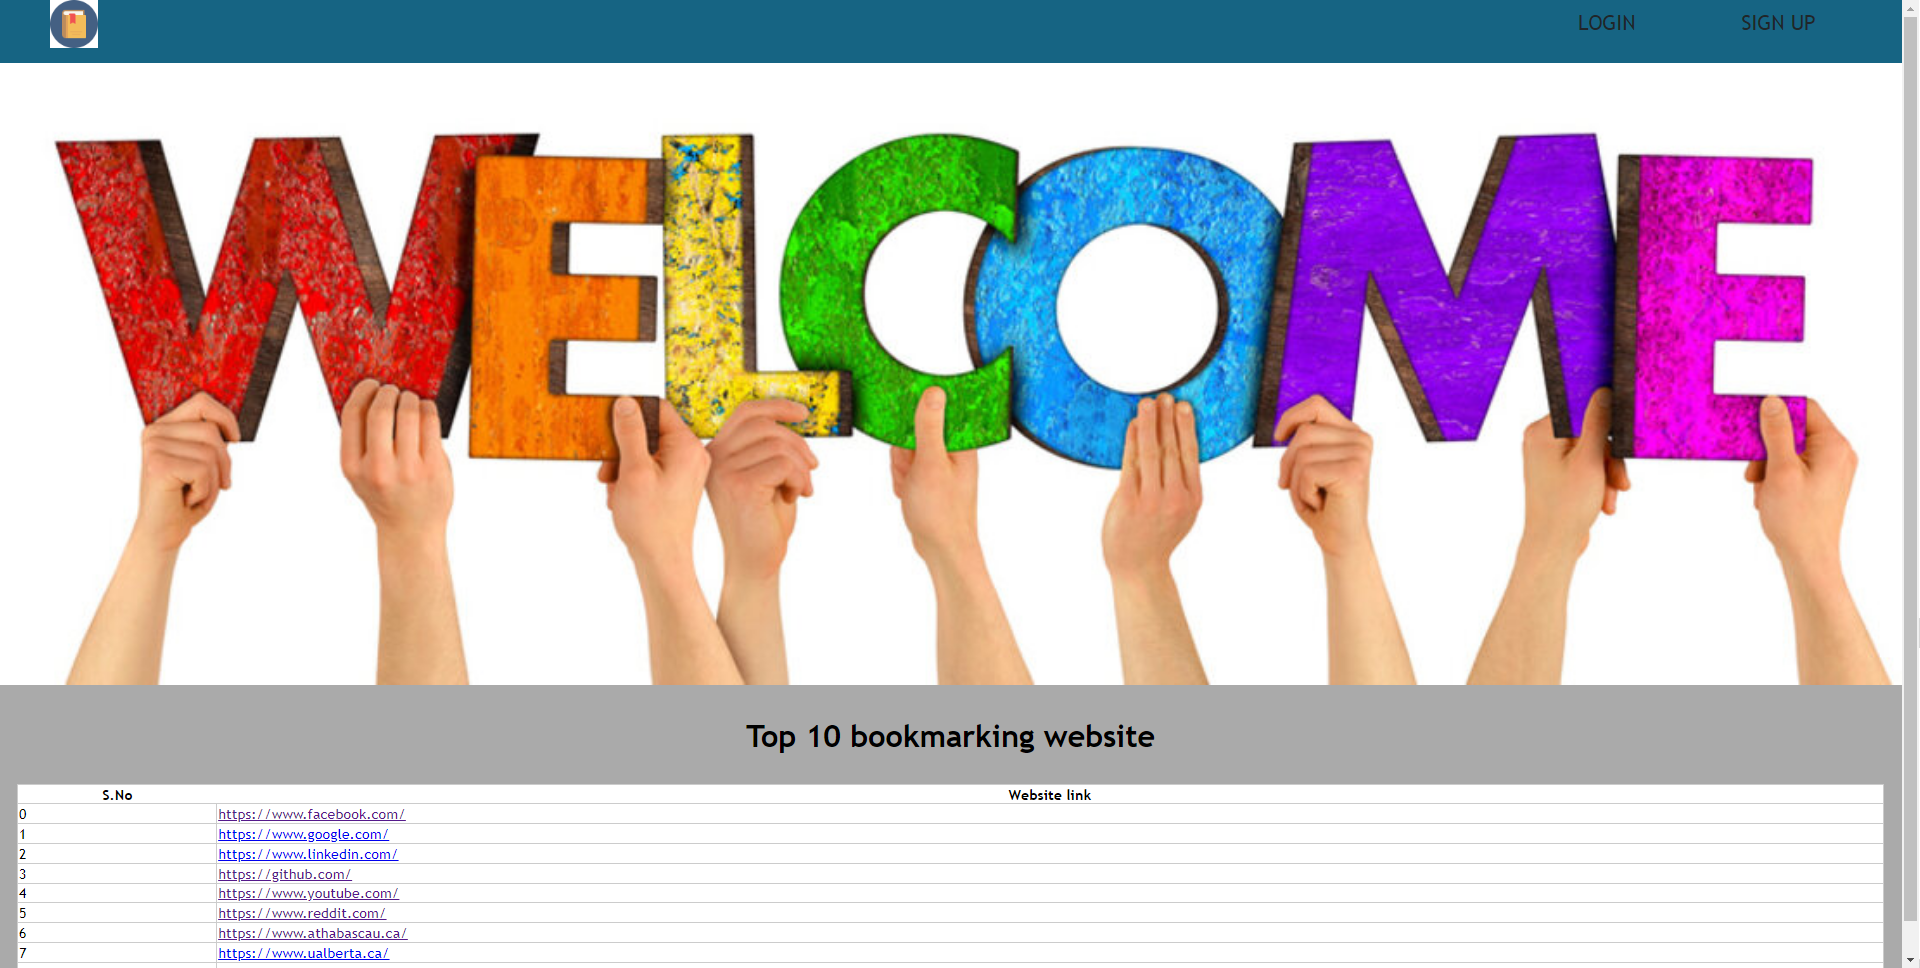 LOGIN SIGN UP
WELCOME
Top 10 bookmarking website
S.No Website link
0 https://www.facebook.com/
1 https://www.google.com/
2 https://www.linkedin.com/
3 https://github.com/
4 https://www.youtube.com/
5 https://www.reddit.com/
6 https://www.athabascau.ca/
7 https://www.ualberta.ca/